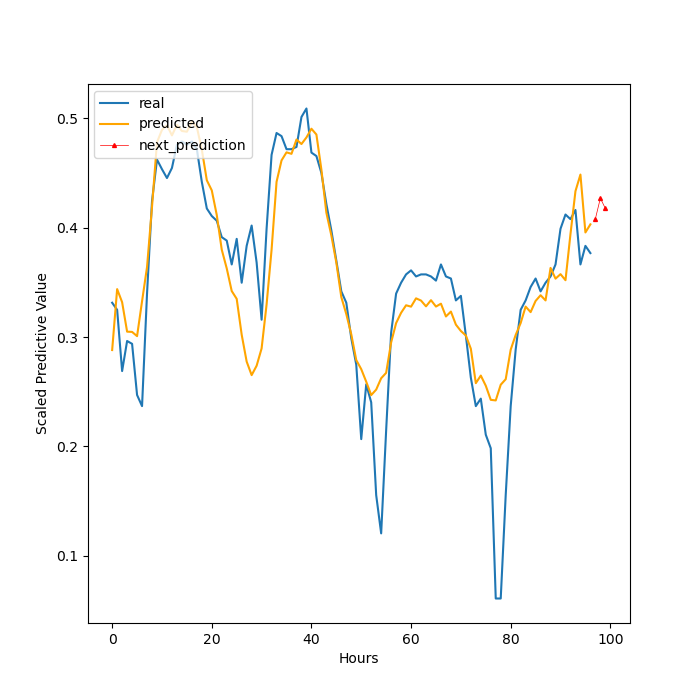 real
predicted
next_prediction
0.5
0.4
0.3
0.2
0.1
Scaled Predictive Value
0 20 40 60 80 100
Hours